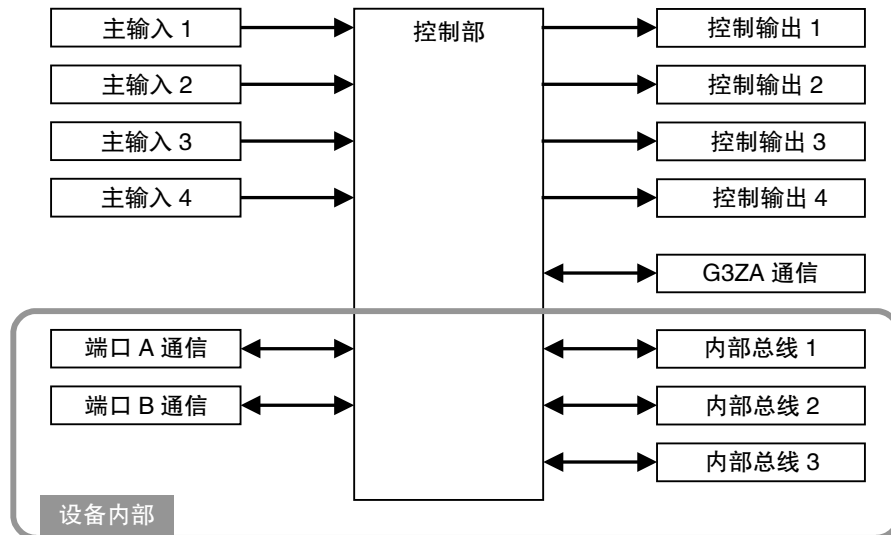 主输入 1
控制部
控制输出 1
主输入 2
控制输出 2
主输入 3
控制输出 3
主输入 4
控制输出 4
G3ZA 通信
端口 A 通信
内部总线 1
端口 B 通信
内部总线 2
内部总线 3
设备内部